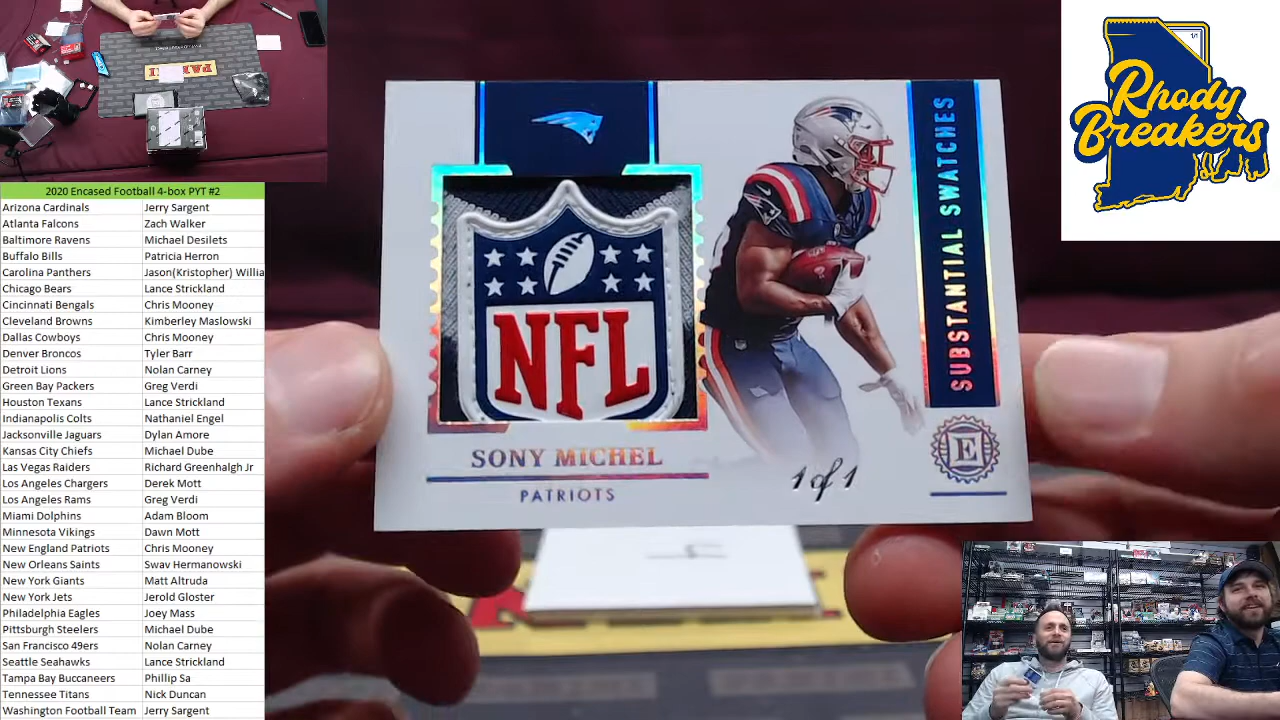 2020 Encased Football 4-box PYT #2
Arizona Cardinals Jerry Sargent
Atlanta Falcons Zach Walker
Baltimore Ravens Michael Desilets
Buffalo Bills Patricia Herron
Carolina Panthers Jason(Kristopher) Willia
Chicago Bears Lance Strickland
Cincinnati Bengals Chris Mooney
Cleveland Browns Kimberley Maslowski
Dallas Cowboys Chris Mooney
Denver Broncos Tyler Barr
Detroit Lions Nolan Carney
Green Bay Packers Greg Verdi
Houston Texans Lance Strickland
Indianapolis Colts Nathaniel Engel
Jacksonville Jaguars Dylan Amore
Kansas City Chiefs Michael Dube
Las Vegas Raiders Richard Greenhalgh Jr
Los Angeles Chargers Derek Mott
Los Angeles Rams Greg Verdi
Miami Dolphins Adam Bloom
Minnesota Vikings Dawn Mott
New England Patriots Chris Mooney
New Orleans Saints Swav Hermanowski
New York Giants Matt Altruda
New York Jets Jerold Gloster
Philadelphia Eagles Joey Mass
Pittsburgh Steelers Michael Dube
San Francisco 49ers Nolan Carney
Seattle Seahawks Lance Strickland
Tampa Bay Buccaneers Phillip Sa
Tennessee Titans Nick Duncan
Washington Football Team Jerry Sargent
NFL
SONY MICHEL
PATRIOTS
1 of 1
SUBSTANTIAL SWATCHES
E
Rhody
Breakers
1/1
PANINI